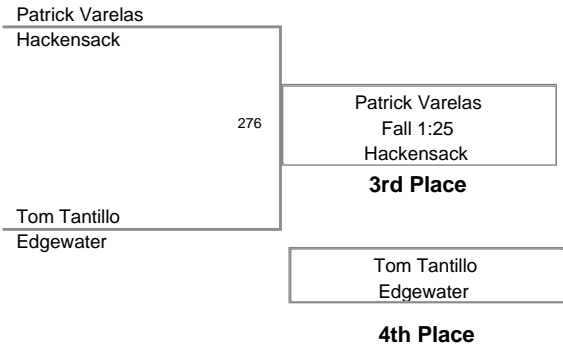 Patrick Varelas
Hackensack
276
Patrick Varelas
Fall 1:25
Hackensack
3rd Place
Tom Tantillo
Edgewater
Tom Tantillo
Edgewater
4th Place